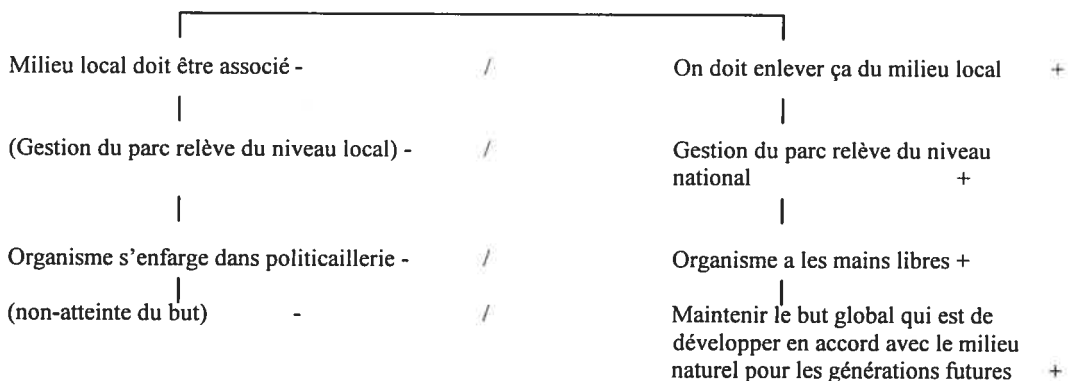 Milieu local doit être associé - / On doit enlever ça du milieu local +
(Gestion du parc relève du niveau local) - / Gestion du parc relève du niveau
national +
Organisme s’enfarge dans politicaillerie - / Organisme a les mains libres +
(non-atteinte du but) - / Maintenir le but global qui est de
développer en accord avec le milieu
naturel pour les générations futures +